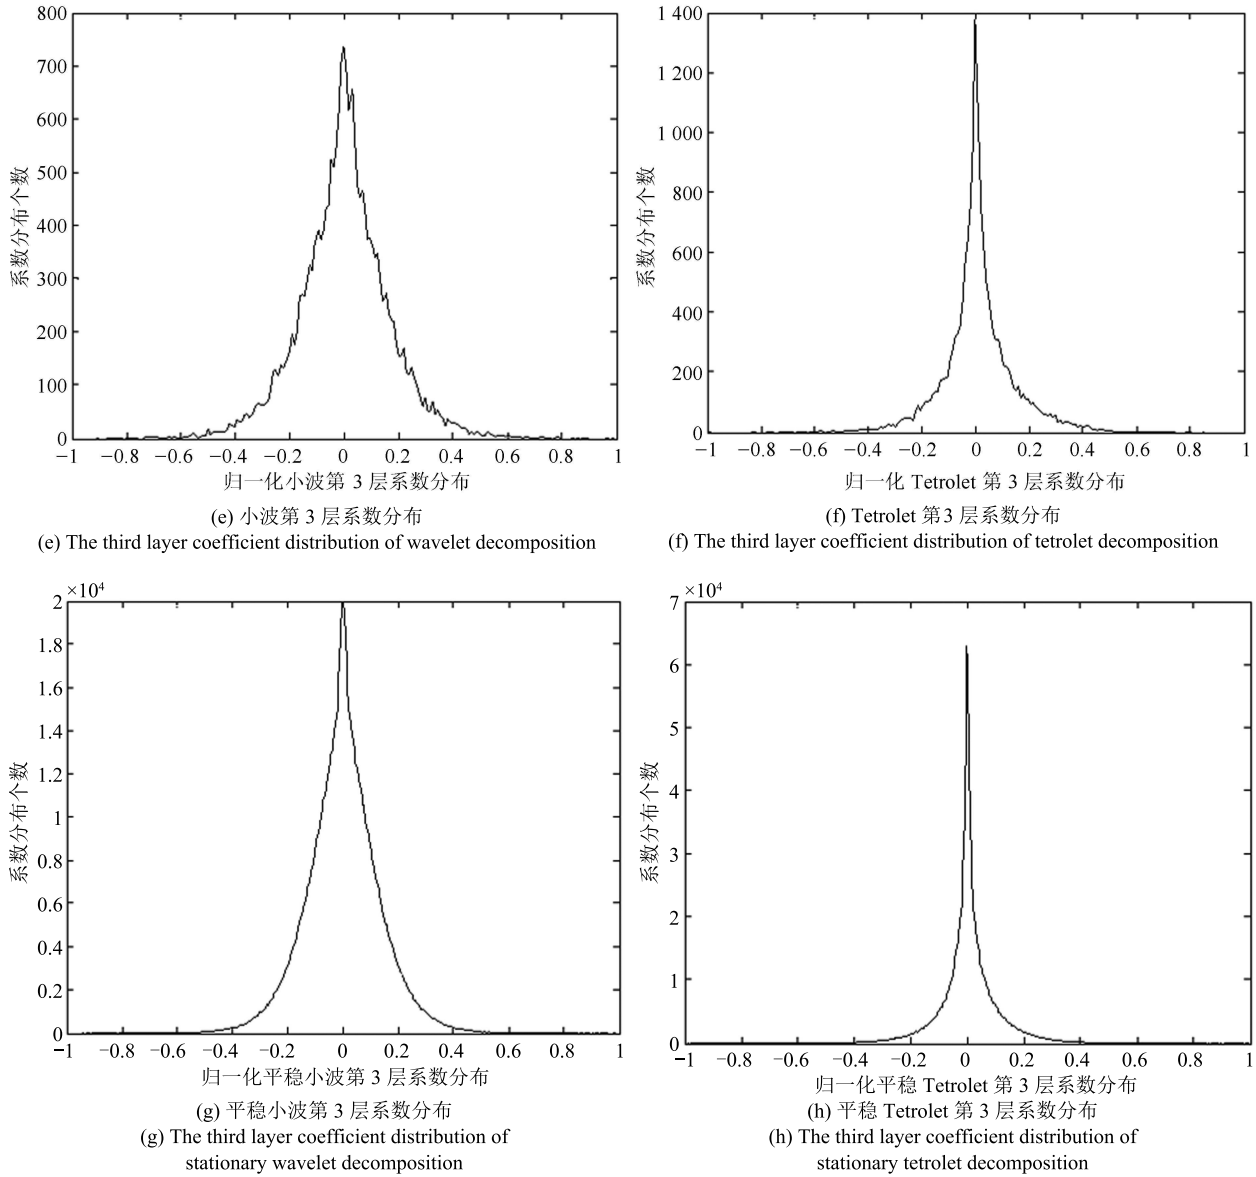 800
700
600
500
400
300
200
100
0
系数分布个数
−1 −0.8 −0.6 −0.4 −0.2 0 0.2 0.4 0.6 0.8 1
归一化小波第 3 层系数分布
(e) 小波第 3 层系数分布
(e) The third layer coefficient distribution of wavelet decomposition
1 400
1 200
1 000
800
600
400
200
0
系数分布个数
−1 −0.8 −0.6 −0.4 −0.2 0 0.2 0.4 0.6 0.8 1
归一化 Tetrolet 第 3 层系数分布
(f) Tetrolet 第3 层系数分布
(f) The third layer coefficient distribution of tetrolet decomposition
×10⁴
2
1.8
1.6
1.4
1.2
1
0.8
0.6
0.4
0.2
0
系数分布个数
−1 −0.8 −0.6 −0.4 −0.2 0 0.2 0.4 0.6 0.8 1
归一化平稳小波第 3 层系数分布
(g) 平稳小波第 3 层系数分布
(g) The third layer coefficient distribution of
stationary wavelet decomposition
×10⁴
7
6
5
4
3
2
1
0
系数分布个数
−1 −0.8 −0.6 −0.4 −0.2 0 0.2 0.4 0.6 0.8 1
归一化平稳 Tetrolet 第 3 层系数分布
(h) 平稳 Tetrolet 第 3 层系数分布
(h) The third layer coefficient distribution of
stationary tetrolet decomposition